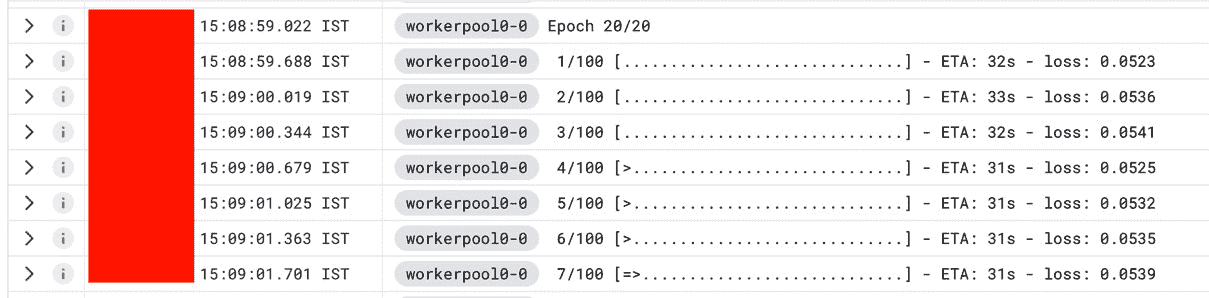 15:08:59.022 IST workerpool0-0 Epoch 20/20
15:08:59.688 IST workerpool0-0 1/100 [..............................] - ETA: 32s - loss: 0.0523
15:09:00.019 IST workerpool0-0 2/100 [..............................] - ETA: 33s - loss: 0.0536
15:09:00.344 IST workerpool0-0 3/100 [..............................] - ETA: 32s - loss: 0.0541
15:09:00.679 IST workerpool0-0 4/100 [>.............................] - ETA: 31s - loss: 0.0525
15:09:01.025 IST workerpool0-0 5/100 [>.............................] - ETA: 31s - loss: 0.0532
15:09:01.363 IST workerpool0-0 6/100 [>.............................] - ETA: 31s - loss: 0.0535
15:09:01.701 IST workerpool0-0 7/100 [=>............................] - ETA: 31s - loss: 0.0539